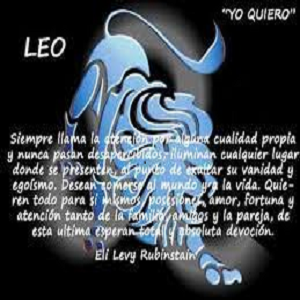 "YO QUIERO"
LEO
Siempre llama la atención por alguna cualidad propia
y nunca pasan desapercibidos, iluminan cualquier lugar
donde se presenten, al punto de exaltar su vanidad y
egoísmo. Desean comerse al mundo y a la vida. Quie-
ren todo para si mismos, posesiones, amor, fortuna y
atención tanto de la familia, amigos y la pareja, de
esta ultima esperan total y absoluta devoción.
Eli Levy Rubinstain